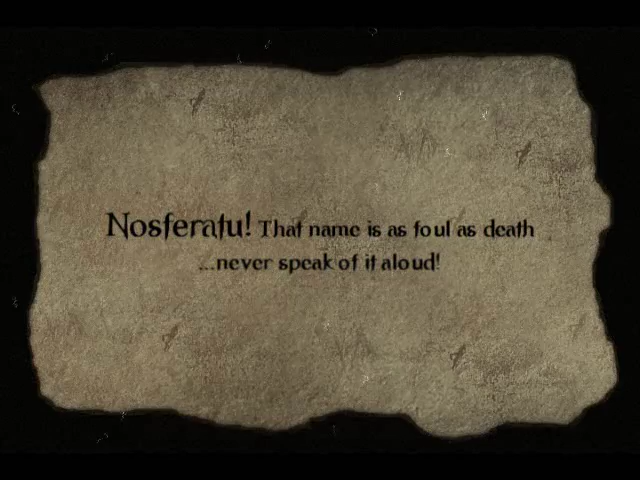 Nosferatu! That name is as foul as death
...never speak of it aloud!